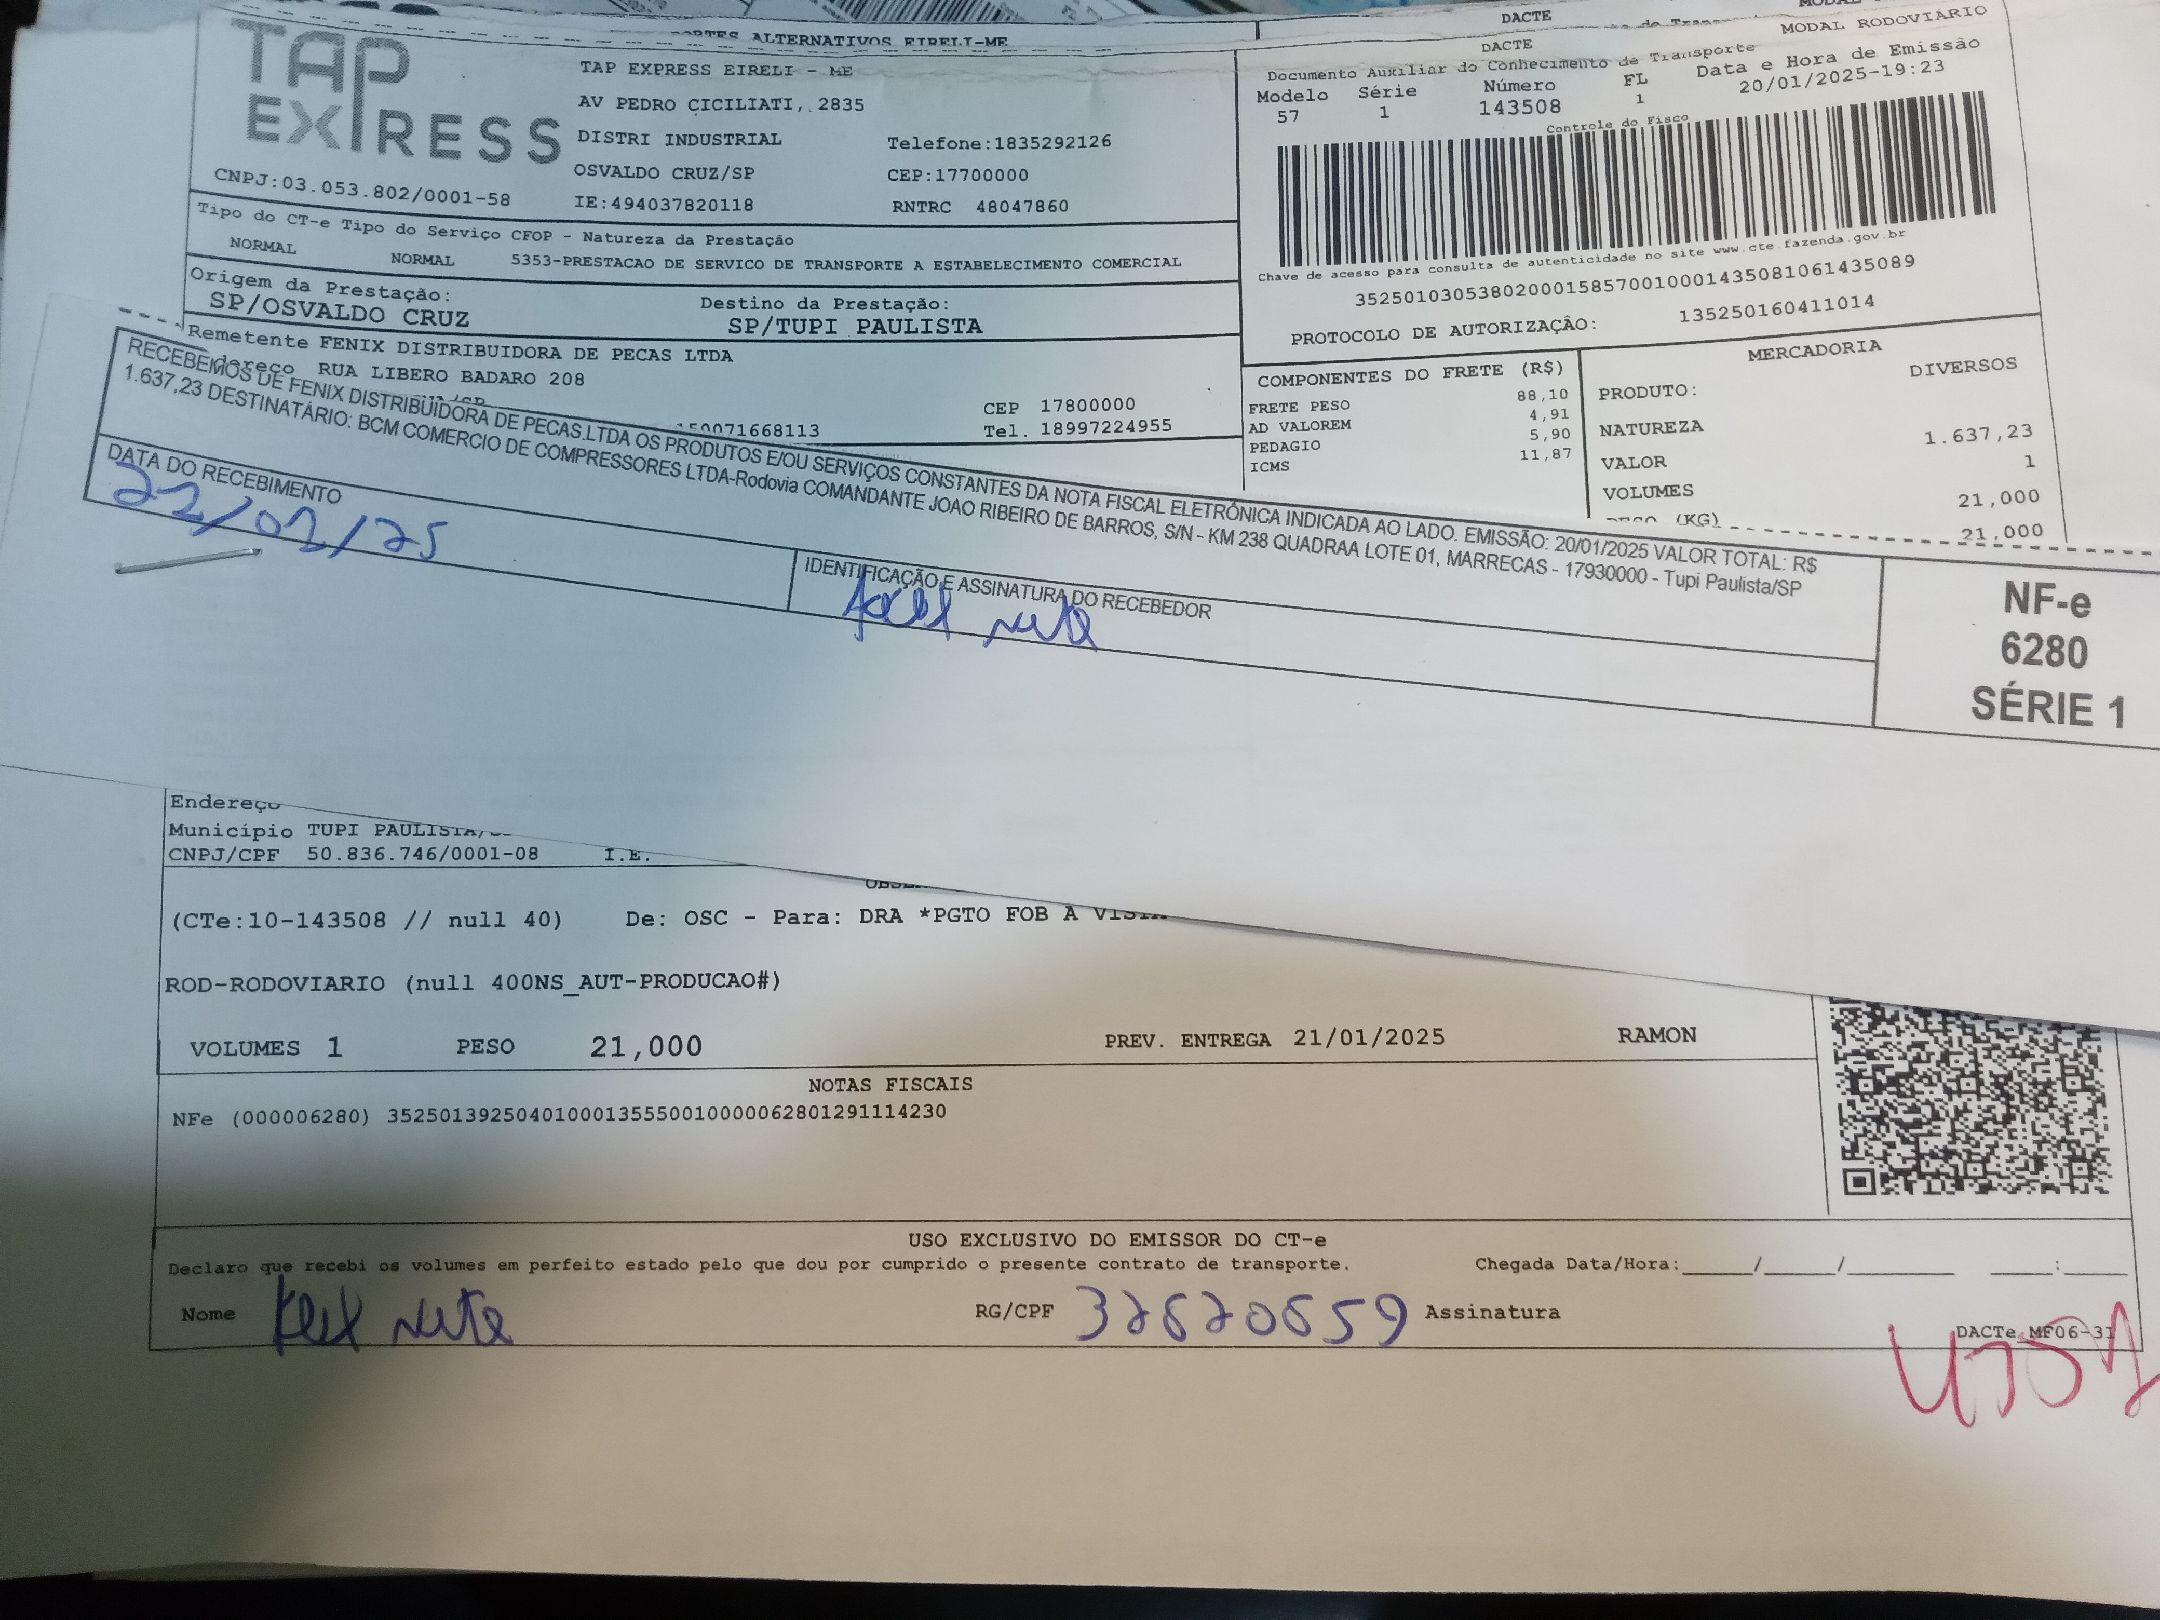 DACTE
ALTERNATIVOS EIRELI-ME
TAP EXPRESS
CNPJ:03.053.802/0001-58
TAP EXPRESS EIRELI - ME
AV PEDRO CICILIATI, 2835
DISTRI INDUSTRIAL Telefone:1835292126
OSVALDO CRUZ/SP CEP:17700000
IE:494037820118 RNTRC 48047860
DACTE MODAL RODOVIÁRIO
Documento Auxiliar do Conhecimento de Transporte
Modelo Série Número FL Data e Hora de Emissão
57 1 143508 1 20/01/2025-19:23
Controle do Fisco
Chave de acesso para consulta de autenticidade no site www.cte.fazenda.gov.br
35250103053802000158570010001435081061435089
PROTOCOLO DE AUTORIZAÇÃO: 135250160411014
Tipo do CT-e Tipo do Serviço CFOP - Natureza da Prestação
NORMAL NORMAL 5353-PRESTACAO DE SERVICO DE TRANSPORTE A ESTABELECIMENTO COMERCIAL
Origem da Prestação: Destino da Prestação:
SP/OSVALDO CRUZ SP/TUPI PAULISTA
Remetente FENIX DISTRIBUIDORA DE PECAS LTDA
RUA LIBERO BADARO 208
CEP 17800000
150071668113 Tel. 18997224955
COMPONENTES DO FRETE (R$)
FRETE PESO 88,10
AD VALOREM 4,91
PEDAGIO 5,90
ICMS 11,87
MERCADORIA
PRODUTO: DIVERSOS
NATUREZA
VALOR 1.637,23
VOLUMES 1
(KG) 21,000
21,000
RECEBEMOS DE FENIX DISTRIBUIDORA DE PECAS LTDA OS PRODUTOS E/OU SERVIÇOS CONSTANTES DA NOTA FISCAL ELETRÔNICA INDICADA AO LADO. EMISSÃO: 20/01/2025 VALOR TOTAL: R$
1.637,23 DESTINATÁRIO: BCM COMERCIO DE COMPRESSORES LTDA-Rodovia COMANDANTE JOAO RIBEIRO DE BARROS, S/N - KM 238 QUADRAA LOTE 01, MARRECAS - 17930000 - Tupi Paulista/SP
DATA DO RECEBIMENTO
IDENTIFICAÇÃO E ASSINATURA DO RECEBEDOR
NF-e
6280
SÉRIE 1
Endereço
Município TUPI PAULISTA
CNPJ/CPF 50.836.746/0001-08 I.E.
(CTe:10-143508 // null 40) De: OSC - Para: DRA *PGTO FOB A VISTA
ROD-RODOVIARIO (null 400NS_AUT-PRODUCAO#)
VOLUMES 1 PESO 21,000 PREV. ENTREGA 21/01/2025 RAMON
NOTAS FISCAIS
NFe (000006280) 35250139250401000135550010000062801291114230
USO EXCLUSIVO DO EMISSOR DO CT-e
Declaro que recebi os volumes em perfeito estado pelo que dou por cumprido o presente contrato de transporte. Chegada Data/Hora:_____/_____/_______ ____:____
Nome RG/CPF 32620659 Assinatura
DACTe_MF06-31